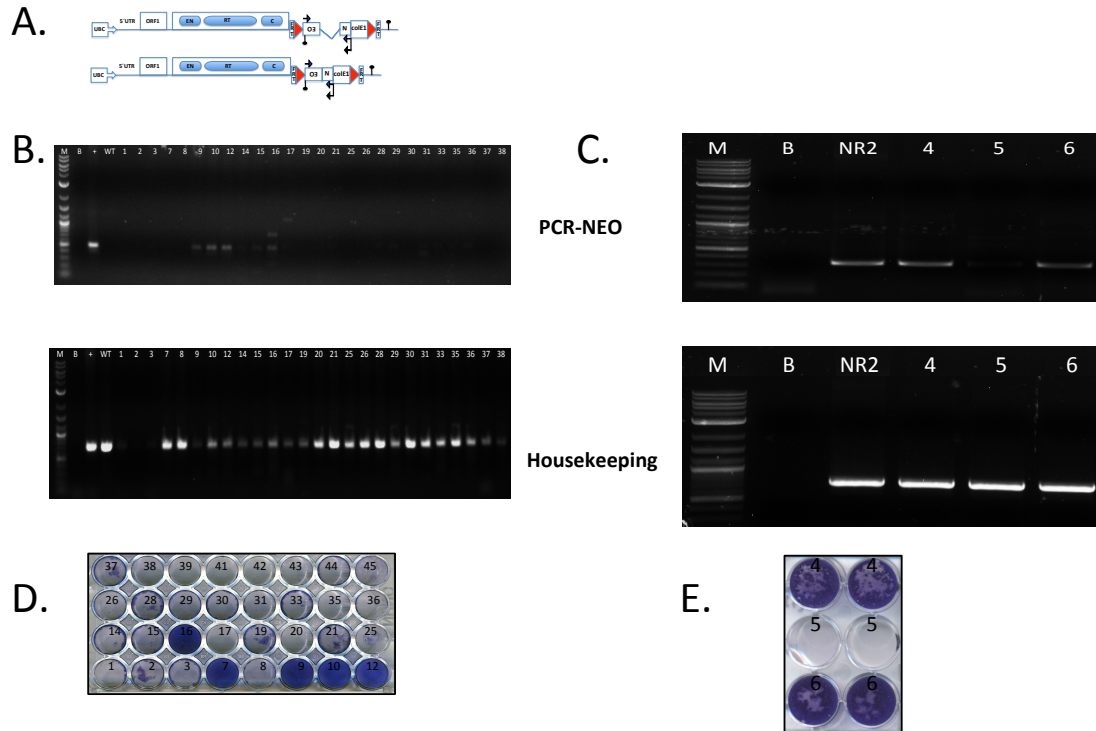 A.
UBC 5´UTR ORF1 EN RT C FRT EO N colE1 FRT
UBC 5´UTR ORF1 EN RT C FRT EO N colE1 FRT
B.
M B + WT 1 2 3 7 8 9 10 12 14 15 16 17 19 20 21 25 26 28 29 30 31 33 35 36 37 38
C.
M B NR2 4 5 6
PCR-NEO
M B + WT 1 2 3 7 8 9 10 12 14 15 16 17 19 20 21 25 26 28 29 30 31 33 35 36 37 38
M B NR2 4 5 6
Housekeeping
D.
37 38 39 41 42 43 44 45
26 28 29 30 31 33 35 36
14 15 16 17 19 20 21 25
1 2 3 7 8 9 10 12
E.
4 4
5 5
6 6